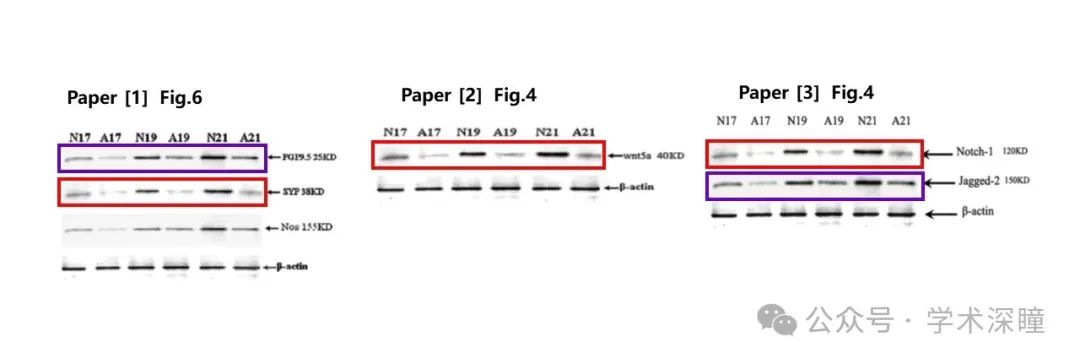 Paper [1] Fig.6
N17 A17 N19 A19 N21 A21
PGP9.5 25KD
SYP 38KD
Nos 155KD
β-actin
Paper [2] Fig.4
N17 A17 N19 A19 N21 A21
wnt5a 40KD
β-actin
Paper [3] Fig.4
N17 A17 N19 A19 N21 A21
Notch-1 120KD
Jagged-2 150KD
β-actin
公众号 · 学术深瞳